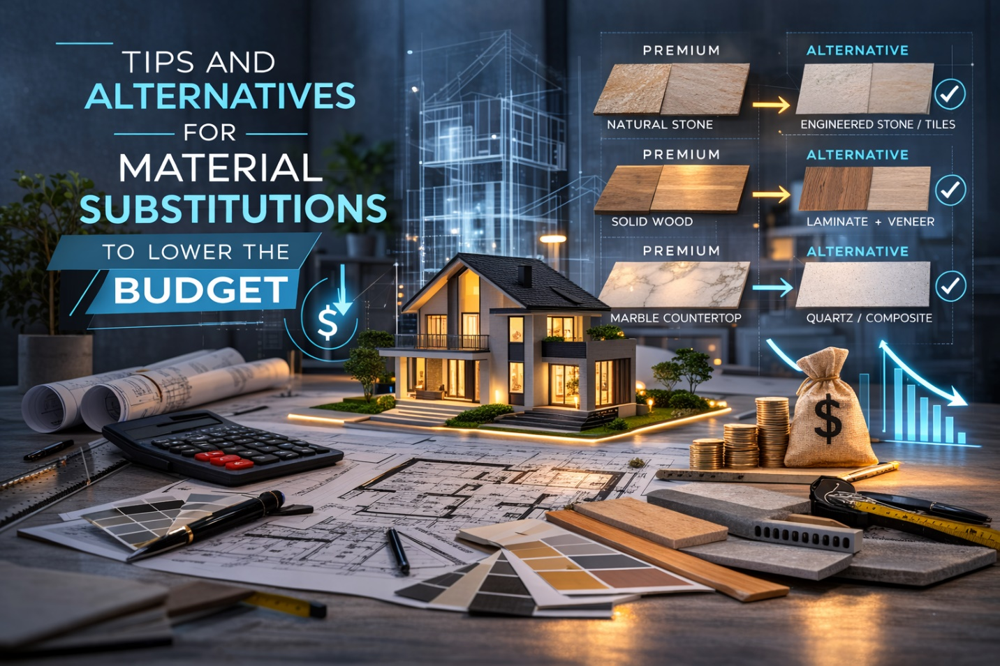 TIPS AND
ALTERNATIVES
FOR
MATERIAL
SUBSTITUTIONS
TO LOWER THE
BUDGET
$
PREMIUM
NATURAL STONE
ALTERNATIVE
ENGINEERED STONE / TILES
PREMIUM
SOLID WOOD
ALTERNATIVE
LAMINATE + VENEER
PREMIUM
MARBLE COUNTERTOP
ALTERNATIVE
QUARTZ / COMPOSITE
$